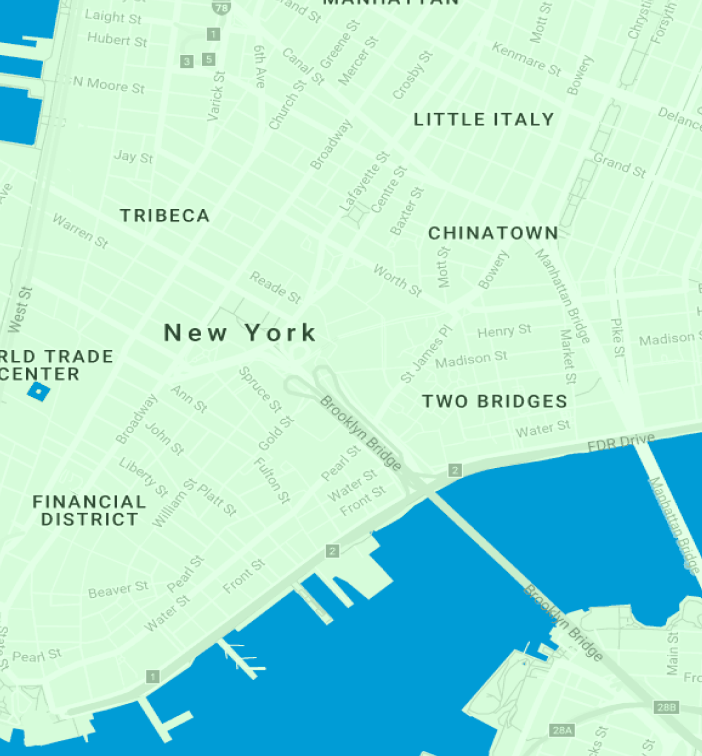 MANHATTAN
Laight St
78
Grand St
Mott St
Chrystie
Forsyth
Hubert St
1
6th Ave
Greene St
Mercer St
Canal St
Kenmare St
3
5
Bowery
N Moore St
Varick St
Church St
Crosby St
LITTLE ITALY
Delancey
Broadway
Jay St
Grand St
Ave
Lafayette St
Centre St
Baxter St
TRIBECA
Warren St
CHINATOWN
Mott St
Bowery
Manhattan Bridge
Worth St
Reade St
West St
New York
Henry St
Pike St
Madison S
St James Pl
Market St
RLD TRADE
CENTER
Madison St
Spruce St
Ann St
TWO BRIDGES
Broadway
Brooklyn Bridge
Gold St
John St
Water St
FDR Drive
Pearl St
2
Liberty St
Fulton St
Water St
William St
Platt St
Front St
Manhattan Bridge
FINANCIAL
DISTRICT
2
Pearl St
Front St
Beaver St
Water St
Brooklyn Bridge
State St
Pearl St
Main St
1
Fro
28B
28A
ks St